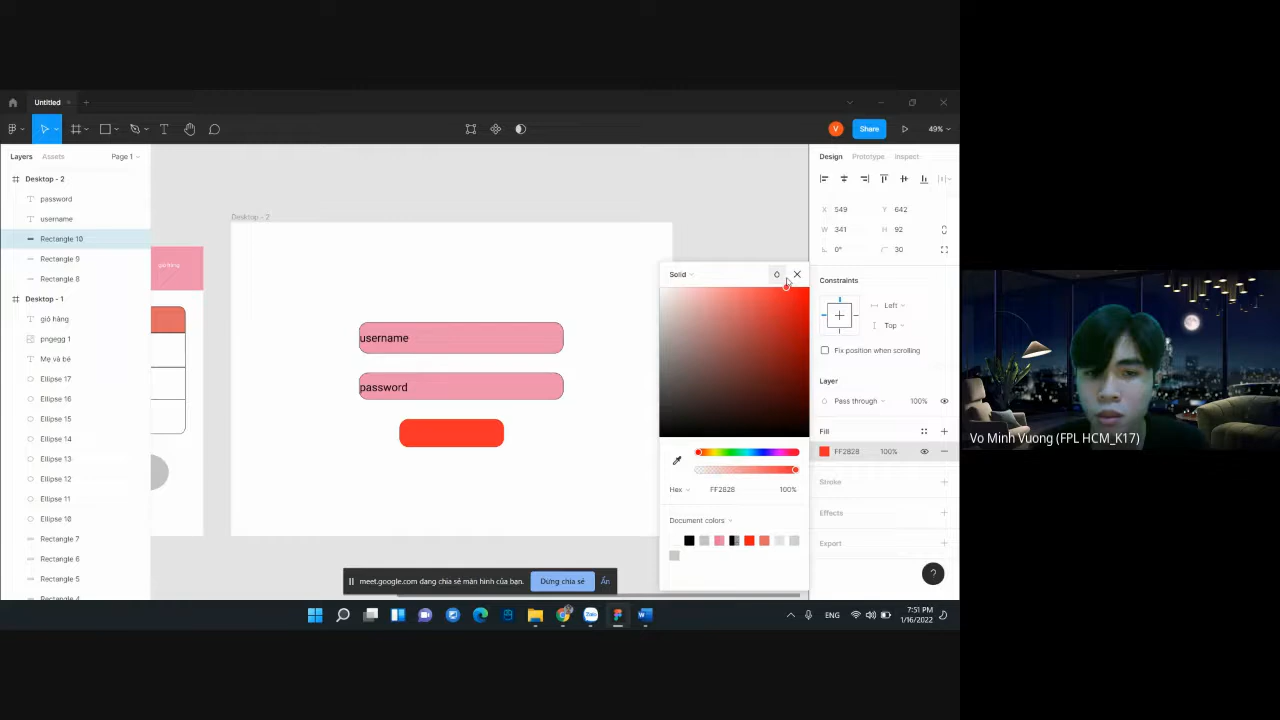 Untitled
Share
49%
Layers
Assets
Page 1
Design
Prototype
Inspect
Desktop - 2
password
username
Rectangle 10
Rectangle 9
Rectangle 8
Desktop - 1
giỏ hàng
pngegg 1
Mẹ và bé
Ellipse 17
Ellipse 16
Ellipse 15
Ellipse 14
Ellipse 13
Ellipse 12
Ellipse 11
Ellipse 10
Rectangle 7
Rectangle 6
Rectangle 5
Rectangle 4
giỏ hàng
Desktop - 2
username
password
Solid
Hex
FF2828
100%
Document colors
X
549
Y
642
W
341
H
92
0°
30
Constraints
Left
Top
Fix position when scrolling
Layer
Pass through
100%
Fill
FF2828
100%
Stroke
Effects
Export
?
V
meet.google.com đang chia sẻ màn hình của bạn.
Dừng chia sẻ
Ẩn
Zalo
ENG
7:51 PM
1/16/2022
Vo Minh Vuong (FPL HCM_K17)